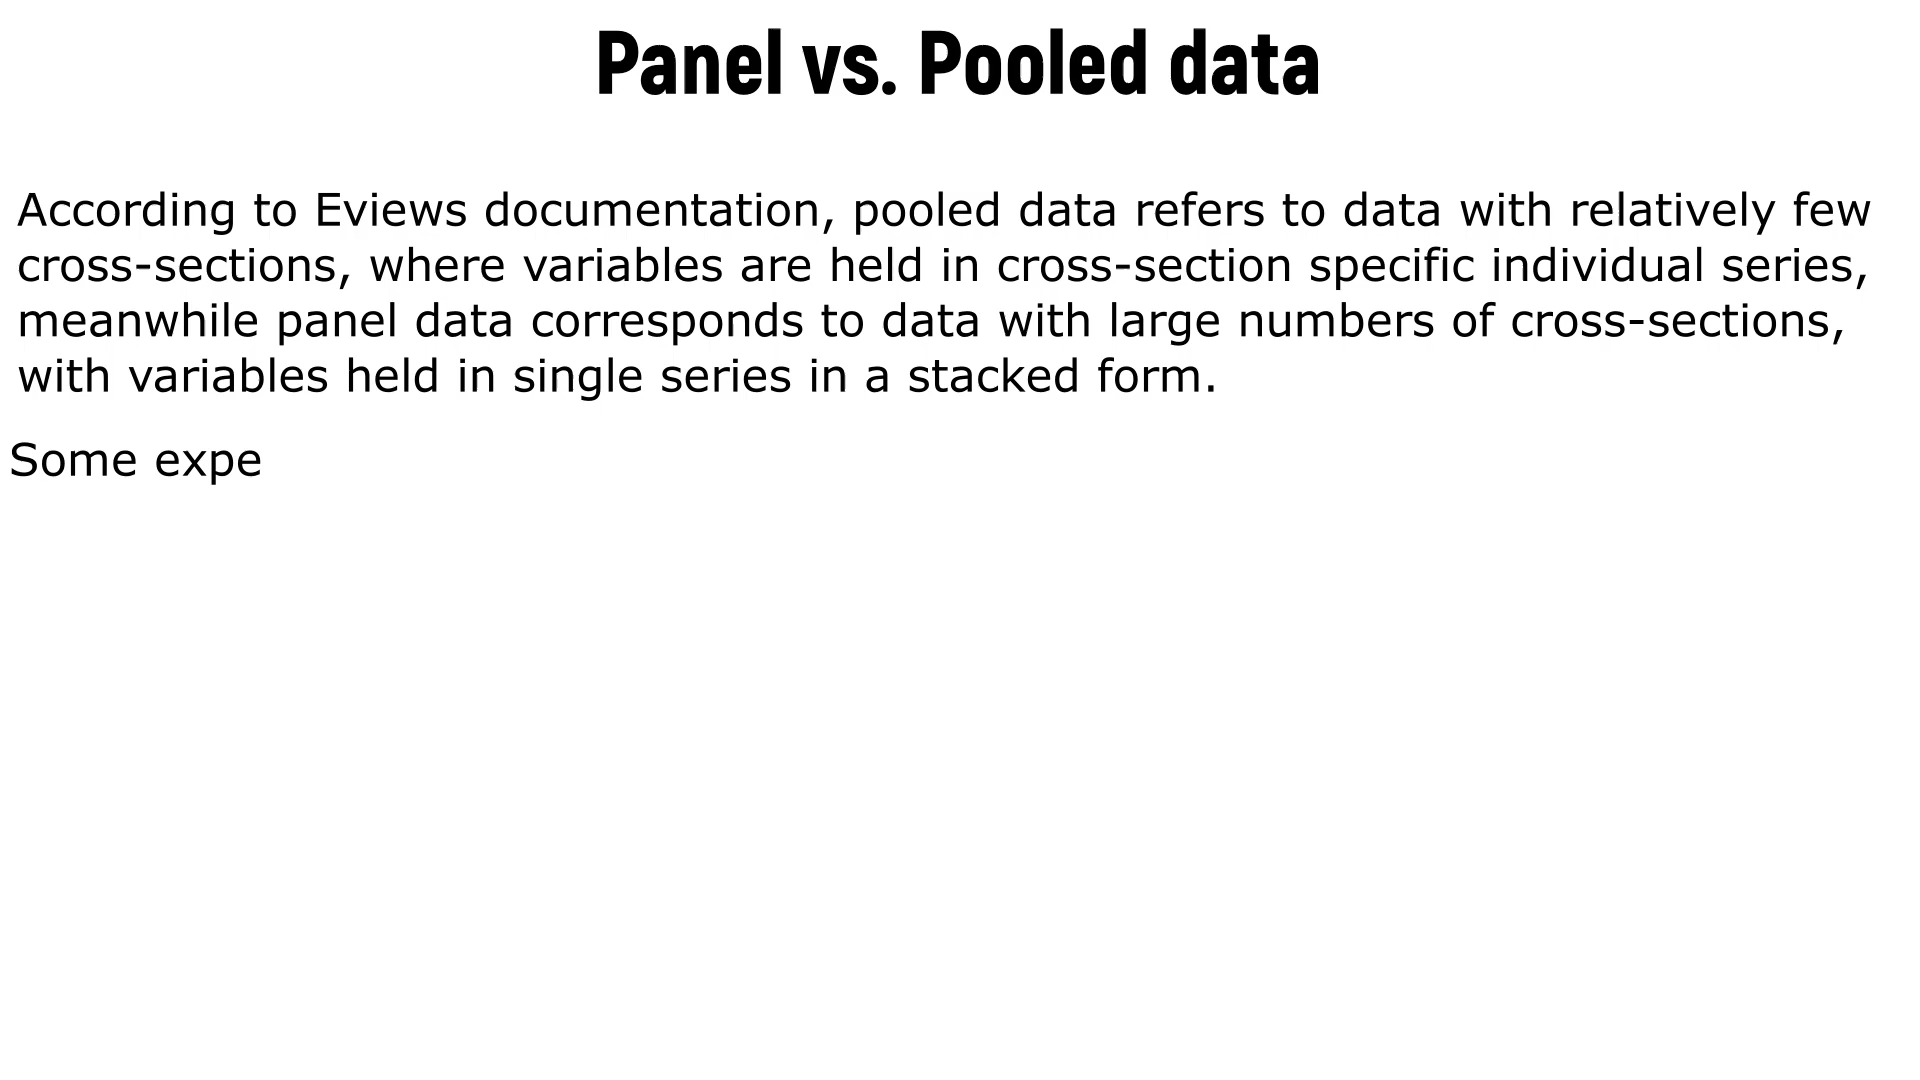 Panel vs. Pooled data
According to Eviews documentation, pooled data refers to data with relatively few
cross-sections, where variables are held in cross-section specific individual series,
meanwhile panel data corresponds to data with large numbers of cross-sections,
with variables held in single series in a stacked form.
Some expe